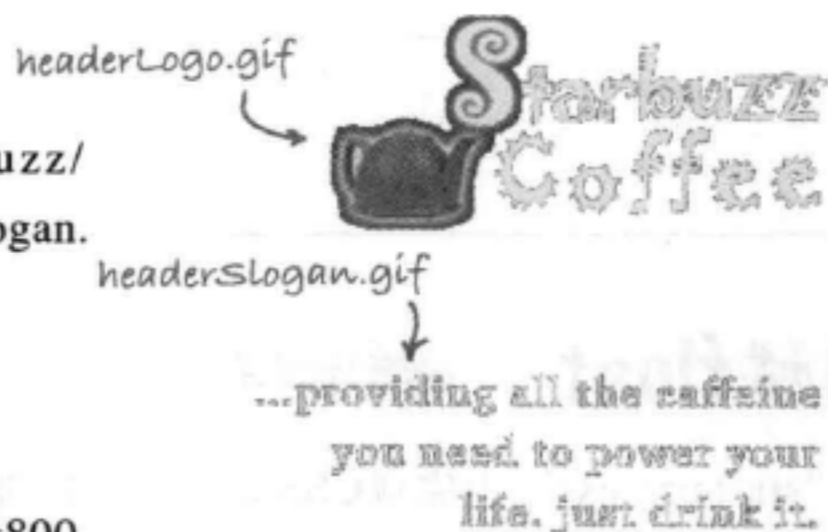 headerLogo.gif
Starbuzz
Coffee
uzz/
ogan.
headerSlogan.gif
...providing all the caffeine
you need to power your
life. just drink it.
800